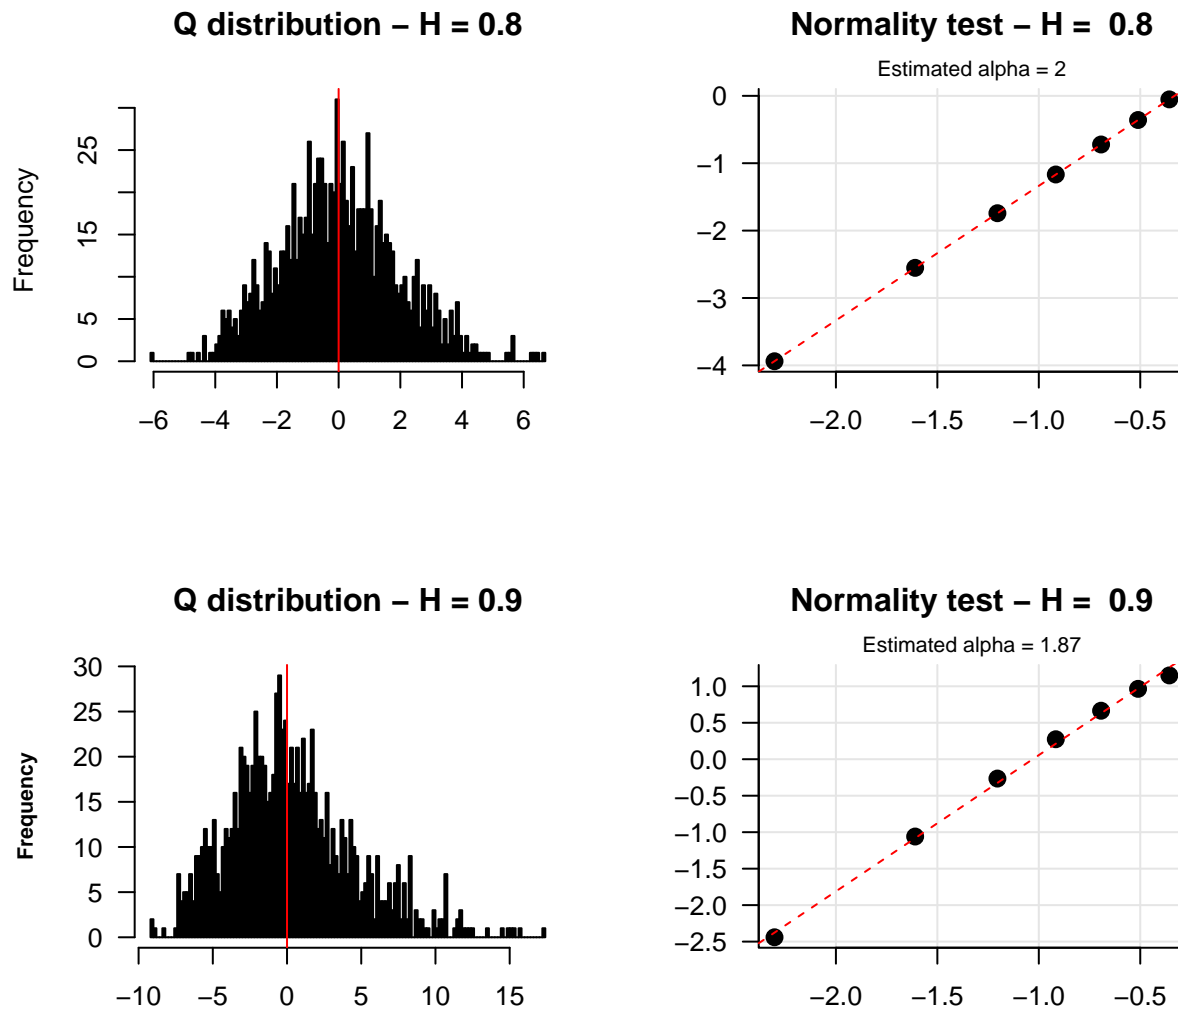 Q distribution − H = 0.8
Frequency
25
15
5
0
−6 −4 −2 0 2 4 6
Normality test − H =  0.8
Estimated alpha = 2
0
−1
−2
−3
−4
−2.0 −1.5 −1.0 −0.5
Q distribution − H = 0.9
Frequency
30
25
20
15
10
5
0
−10 −5 0 5 10 15
Normality test − H =  0.9
Estimated alpha = 1.87
1.0
0.5
0.0
−0.5
−1.0
−1.5
−2.0
−2.5
−2.0 −1.5 −1.0 −0.5